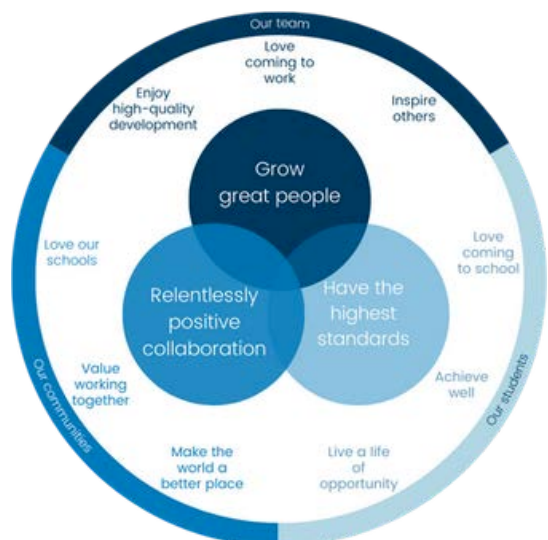 Our team
Love
coming to
work
Enjoy
high-quality
development
Inspire
others
Grow
great people
Love our
schools
Love
coming to
to school
Relentlessly
positive
collaboration
Have the
highest
standards
Value
working
together
Achieve
well
Our communities
Our students
Make the
world a
better place
Live a life
of
opportunity